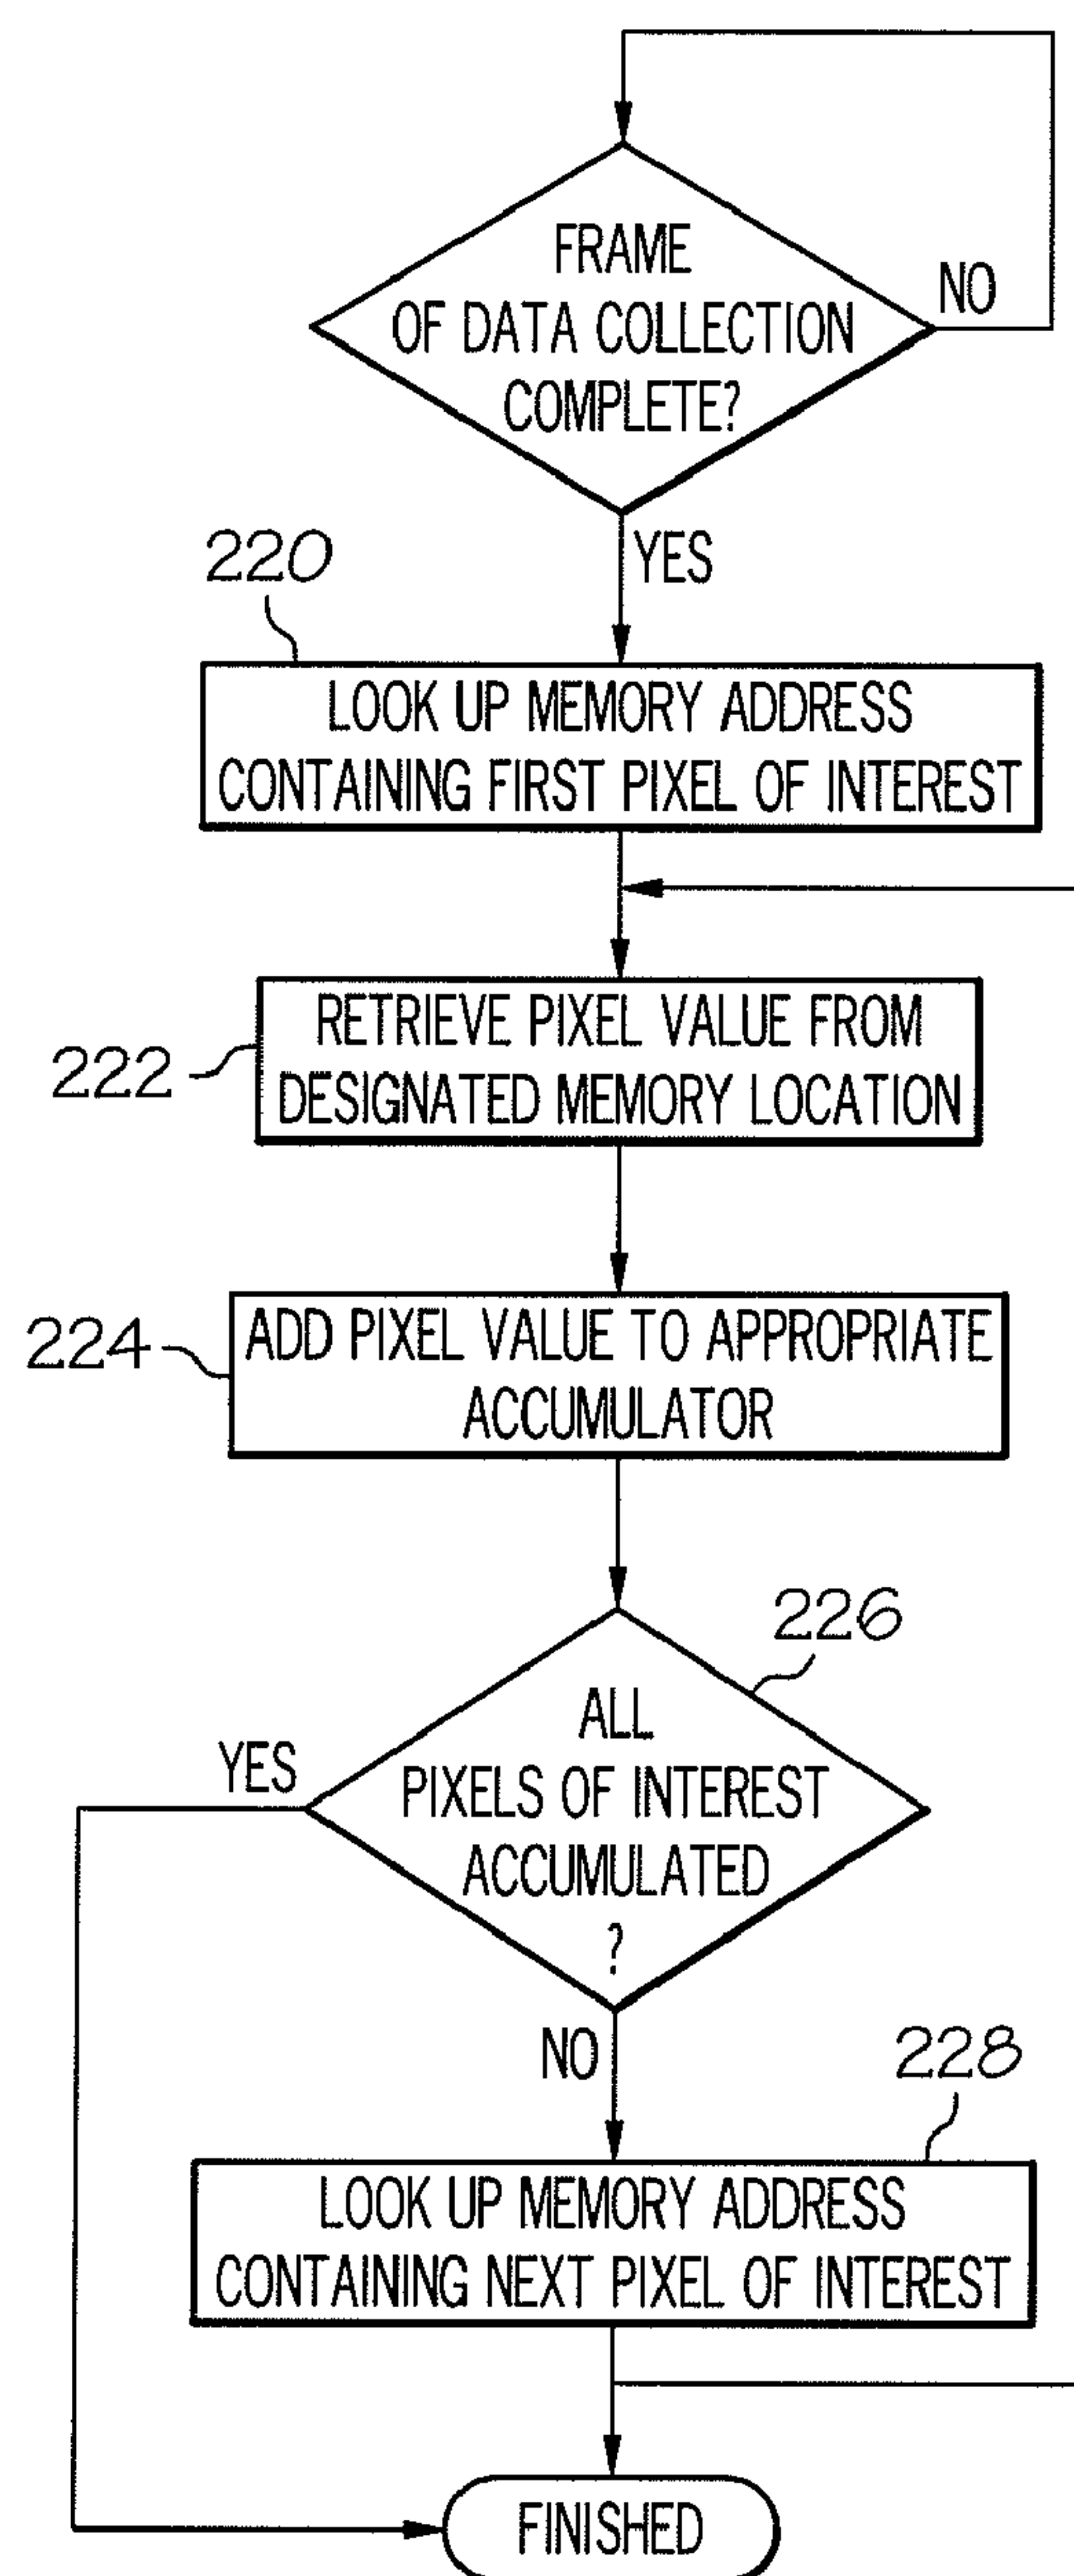 FRAME
OF DATA COLLECTION
COMPLETE?
NO
YES
220
LOOK UP MEMORY ADDRESS
CONTAINING FIRST PIXEL OF INTEREST
222
RETRIEVE PIXEL VALUE FROM
DESIGNATED MEMORY LOCATION
224
ADD PIXEL VALUE TO APPROPRIATE
ACCUMULATOR
226
ALL
PIXELS OF INTEREST
ACCUMULATED
?
YES
NO
228
LOOK UP MEMORY ADDRESS
CONTAINING NEXT PIXEL OF INTEREST
FINISHED